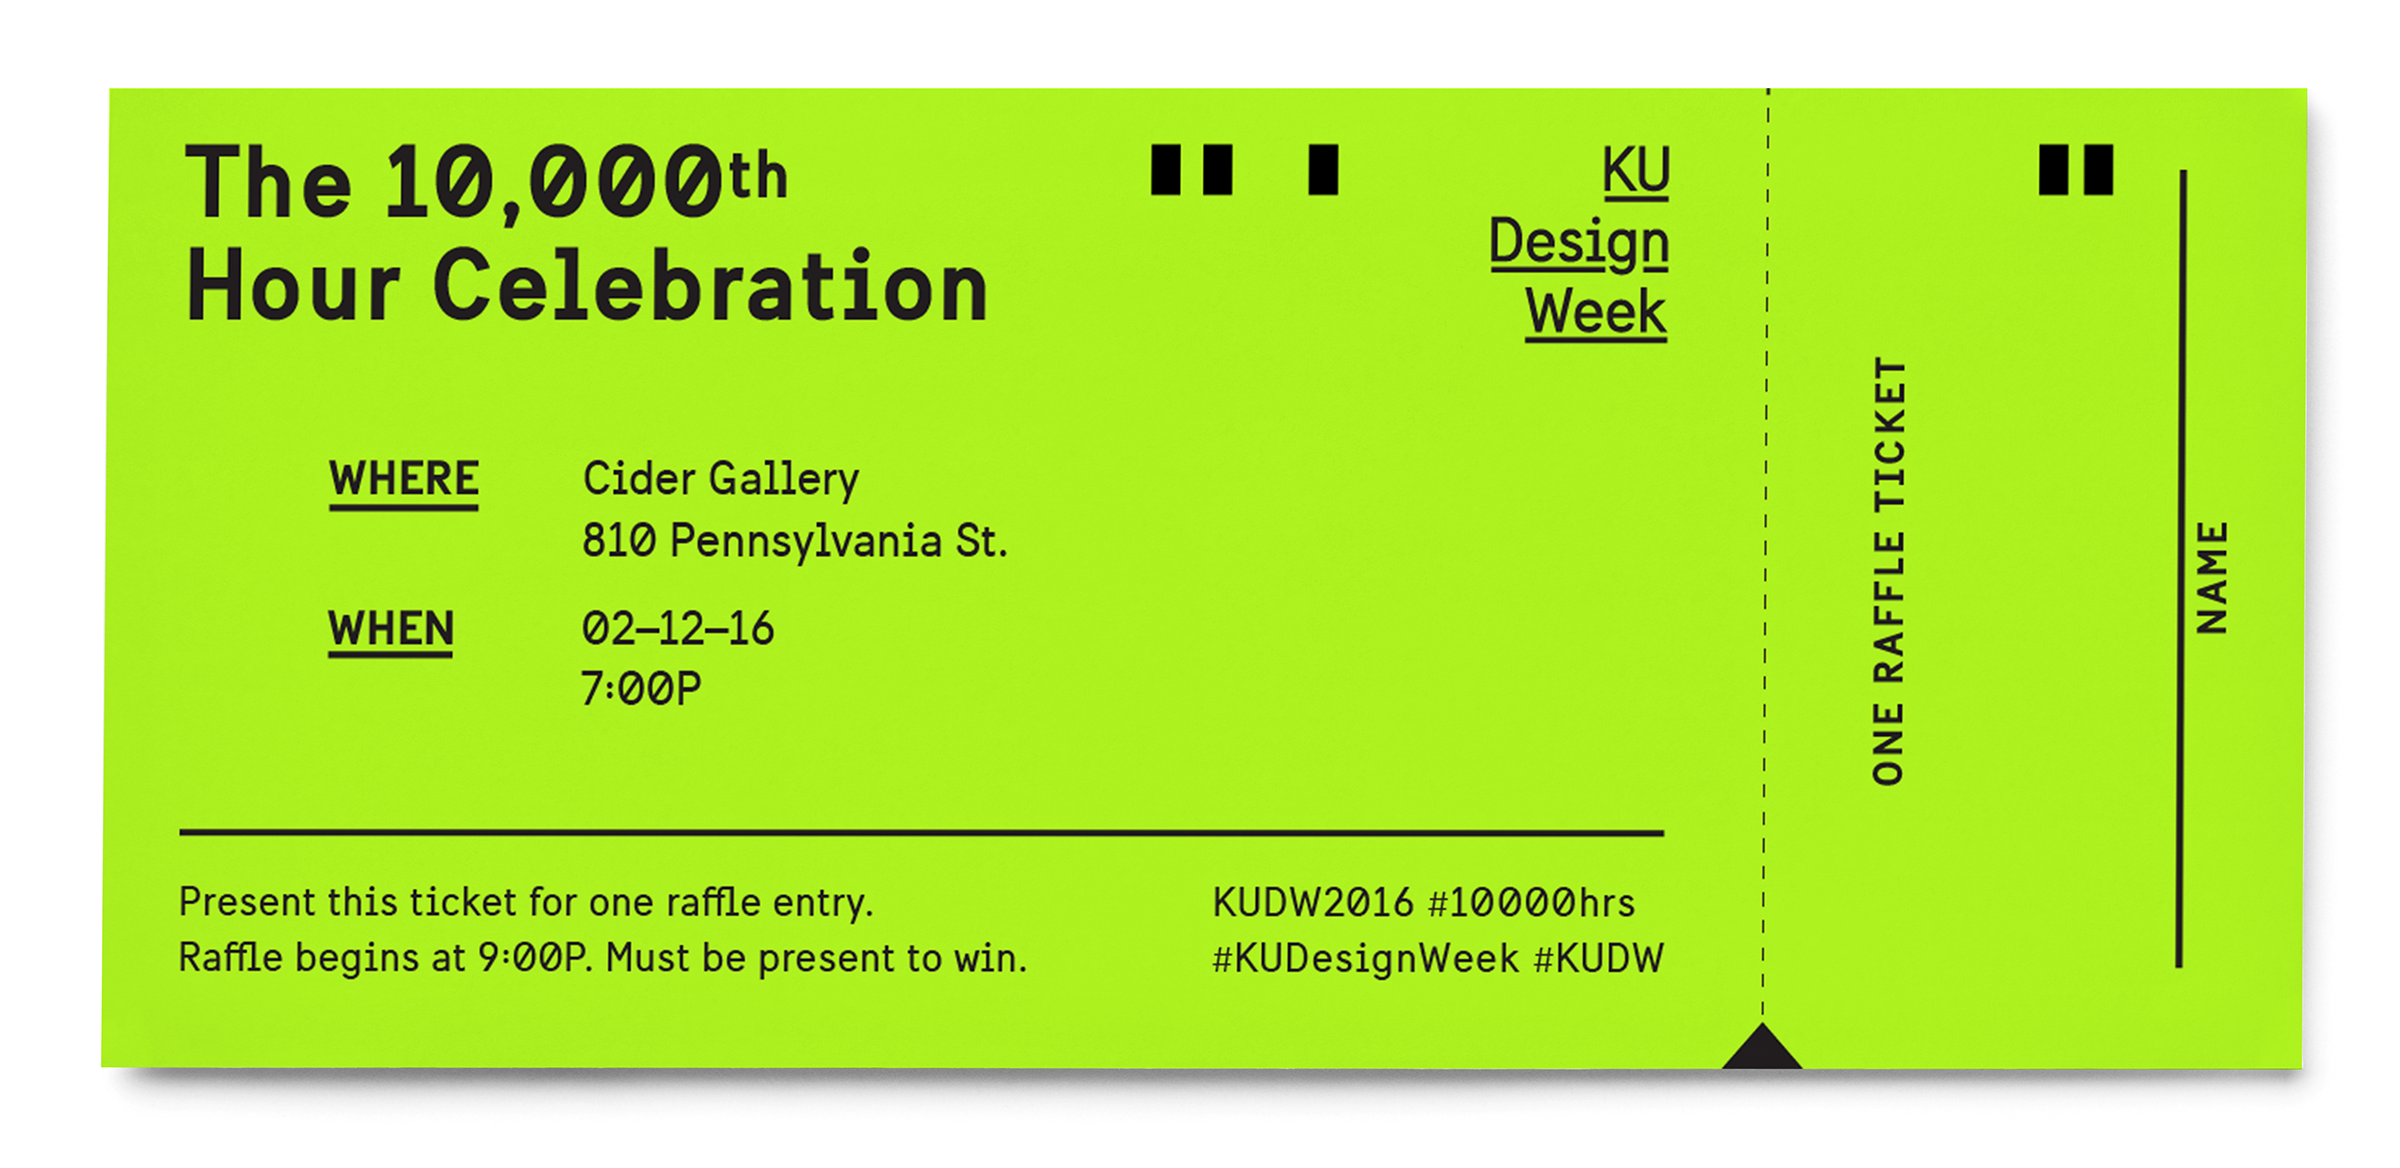 The 10,000th
Hour Celebration
KU
Design
Week
WHERE
Cider Gallery
810 Pennsylvania St.
WHEN
02–12–16
7:00P
Present this ticket for one raffle entry.
Raffle begins at 9:00P. Must be present to win.
KUDW2016 #10000hrs
#KUDesignWeek #KUDW
ONE RAFFLE TICKET
NAME